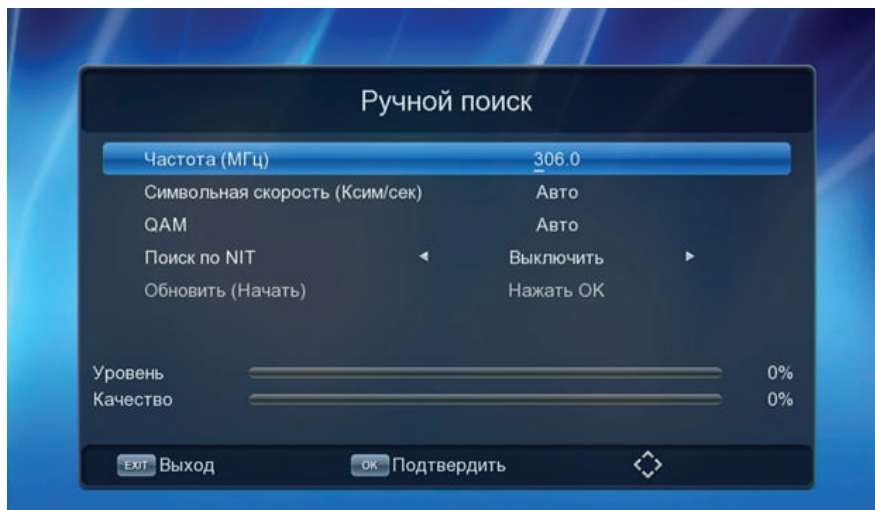 Ручной поиск
Частота (МГц) 306.0
Символьная скорость (Ксим/сек) Авто
QAM Авто
Поиск по NIT Выключить
Обновить (Начать) Нажать ОК
Уровень 0%
Качество 0%
EXIT Выход OK Подтвердить